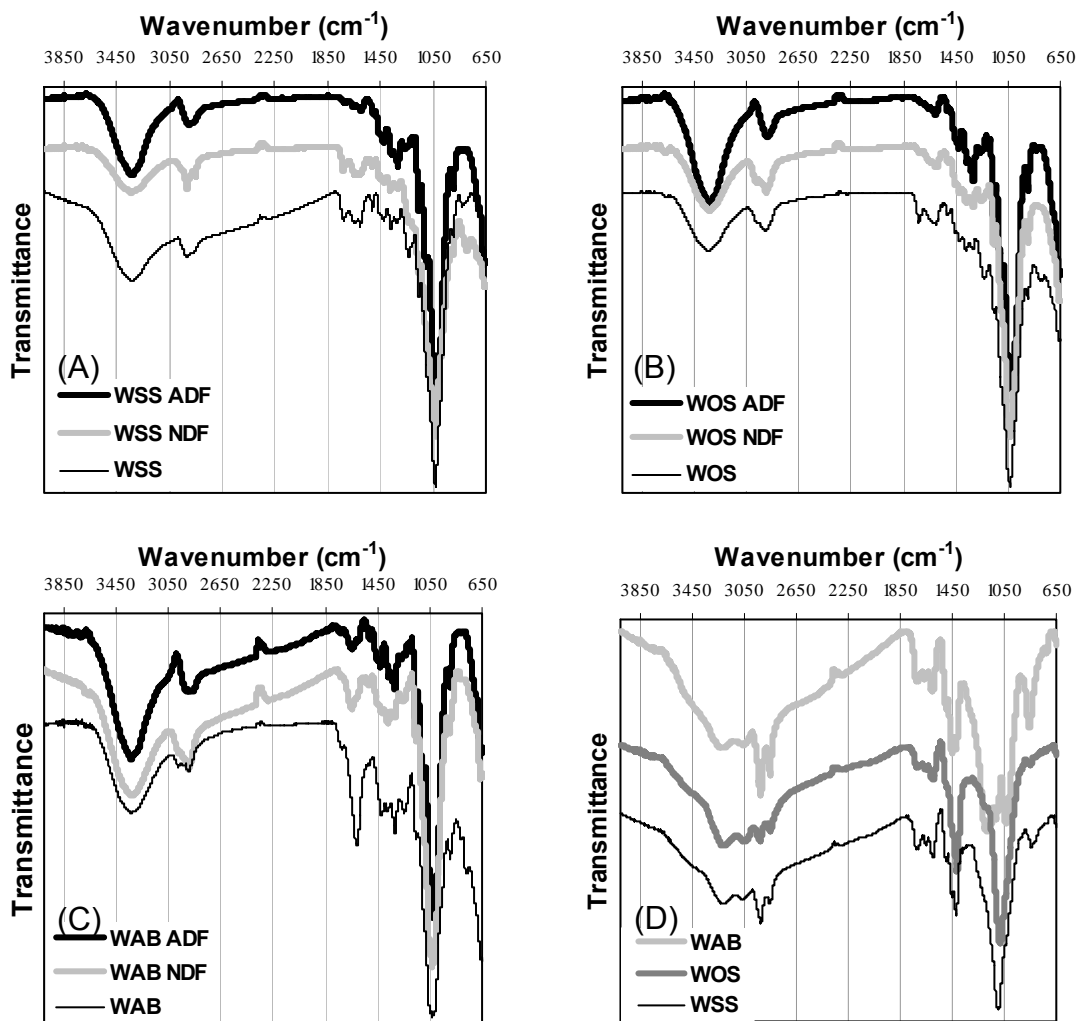 Wavenumber (cm-1)
3850 3450 3050 2650 2250 1850 1450 1050 650
Transmittance
(A)
WSS ADF
WSS NDF
WSS
Wavenumber (cm-1)
3850 3450 3050 2650 2250 1850 1450 1050 650
Transmittance
(B)
WOS ADF
WOS NDF
WOS
Wavenumber (cm-1)
3850 3450 3050 2650 2250 1850 1450 1050 650
Transmittance
(C)
WAB ADF
WAB NDF
WAB
Wavenumber (cm-1)
3850 3450 3050 2650 2250 1850 1450 1050 650
Transmittance
(D)
WAB
WOS
WSS